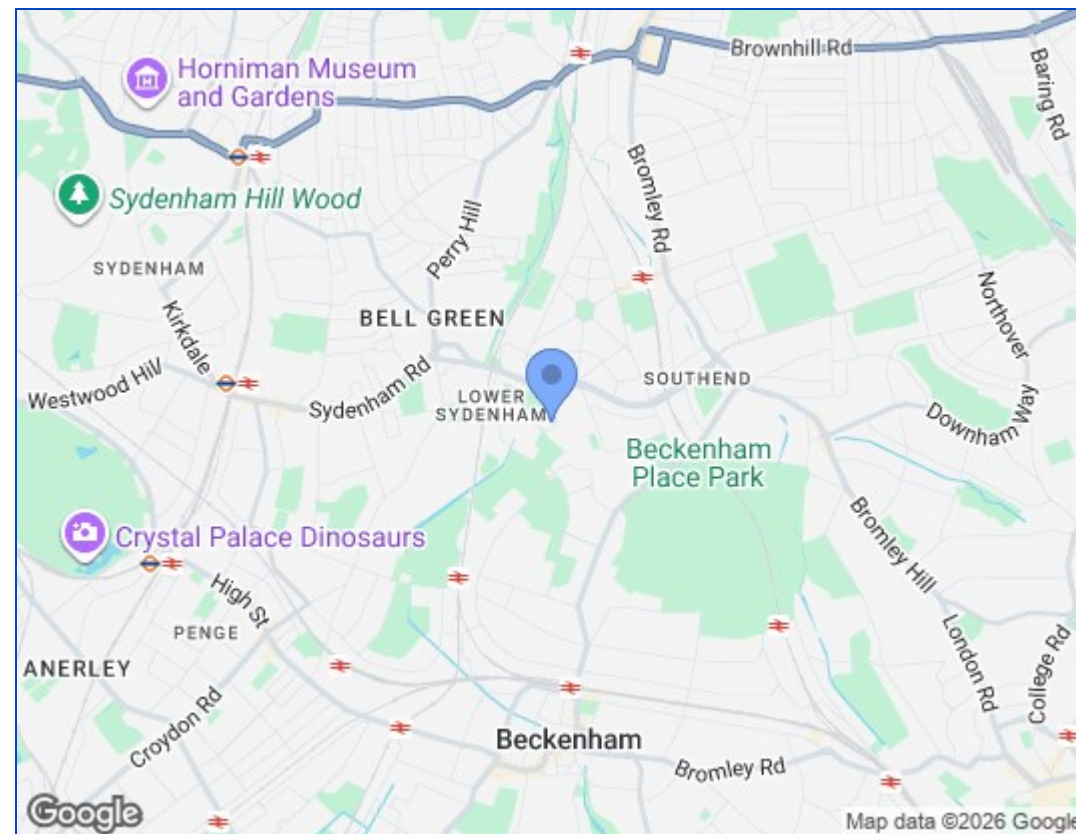 Brownhill Rd
Baring Rd
Horniman Museum
and Gardens
Bromley Rd
Sydenham Hill Wood
Perry Hill
SYDENHAM
Kirkdale
BELL GREEN
Northover
Westwood Hill
Sydenham Rd
LOWER
SYDENHAM
SOUTHEND
Downham Way
Beckenham
Place Park
Crystal Palace Dinosaurs
Bromley Hill
High St
PENGE
London Rd
College Rd
ANERLEY
Croydon Rd
Beckenham
Bromley Rd
Google
Map data ©2026 Google